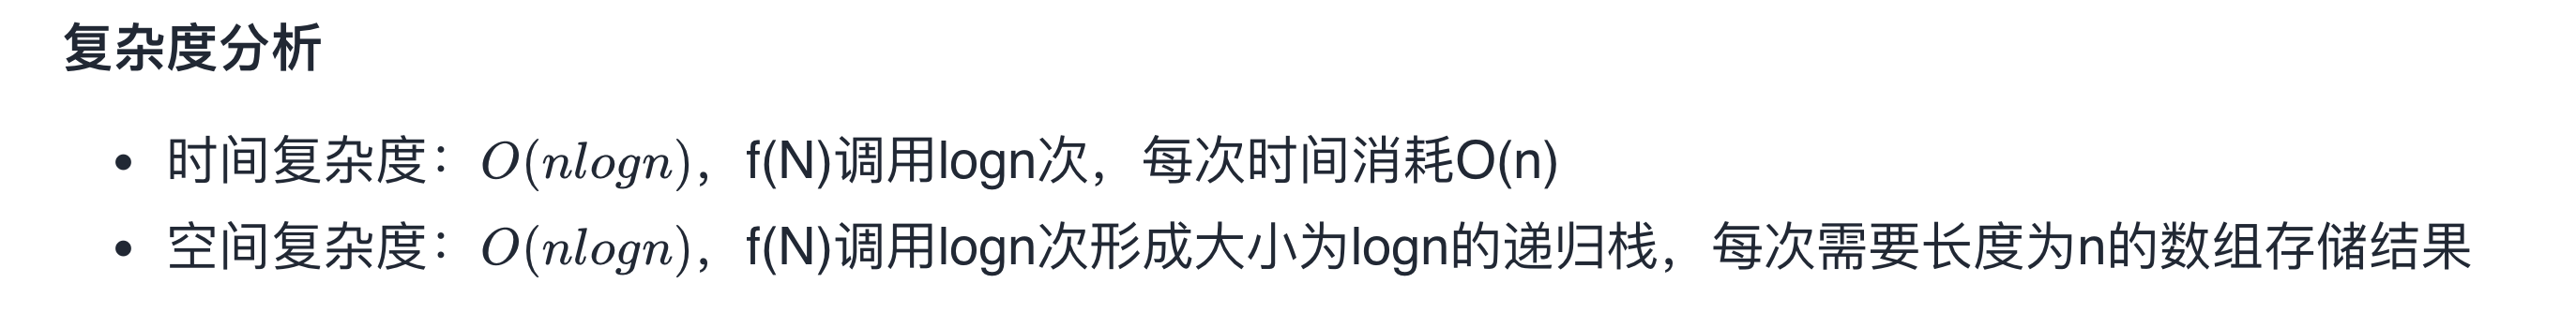 复杂度分析
• 时间复杂度：O(nlogn)，f(N)调用logn次，每次时间消耗O(n)
• 空间复杂度：O(nlogn)，f(N)调用logn次形成大小为logn的递归栈，每次需要长度为n的数组存储结果